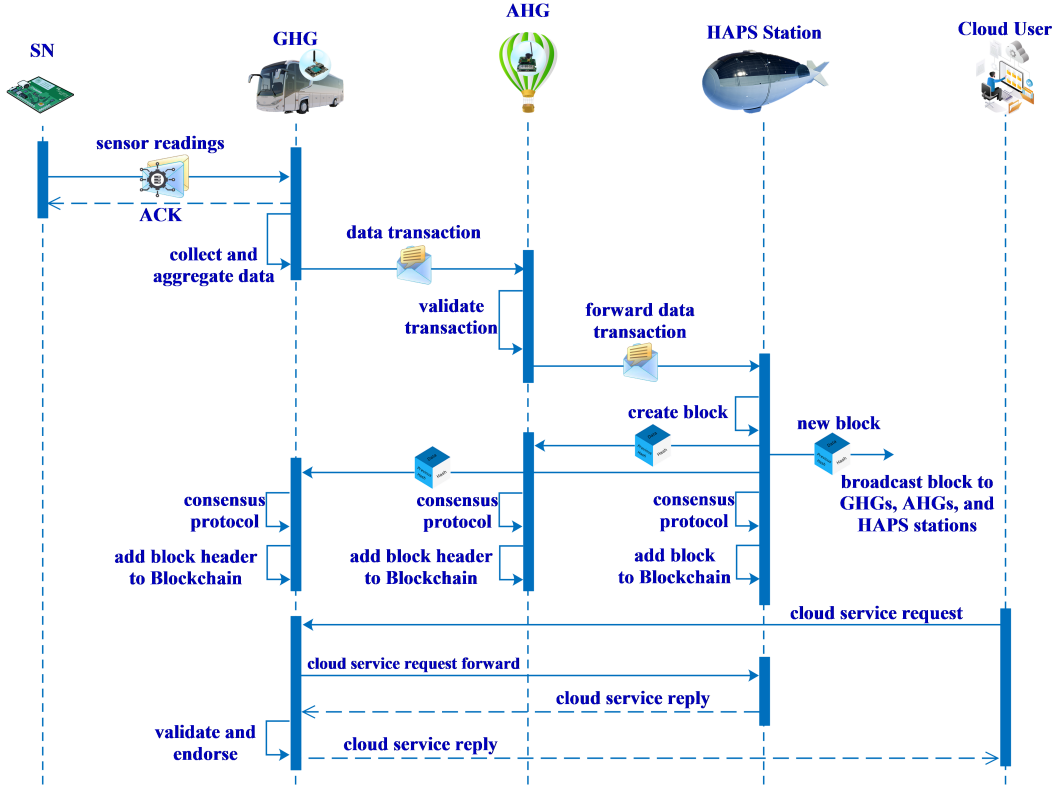 SN
GHG
AHG
HAPS Station
Cloud User
sensor readings
ACK
collect and
aggregate data
data transaction
validate
transaction
forward data
transaction
create block
new block
Hash
Hash
Hash
broadcast block to
GHGs, AHGs, and
HAPS stations
consensus
protocol
consensus
protocol
consensus
protocol
add block header
to Blockchain
add block header
to Blockchain
add block
to Blockchain
cloud service request
cloud service request forward
cloud service reply
validate and
endorse
cloud service reply